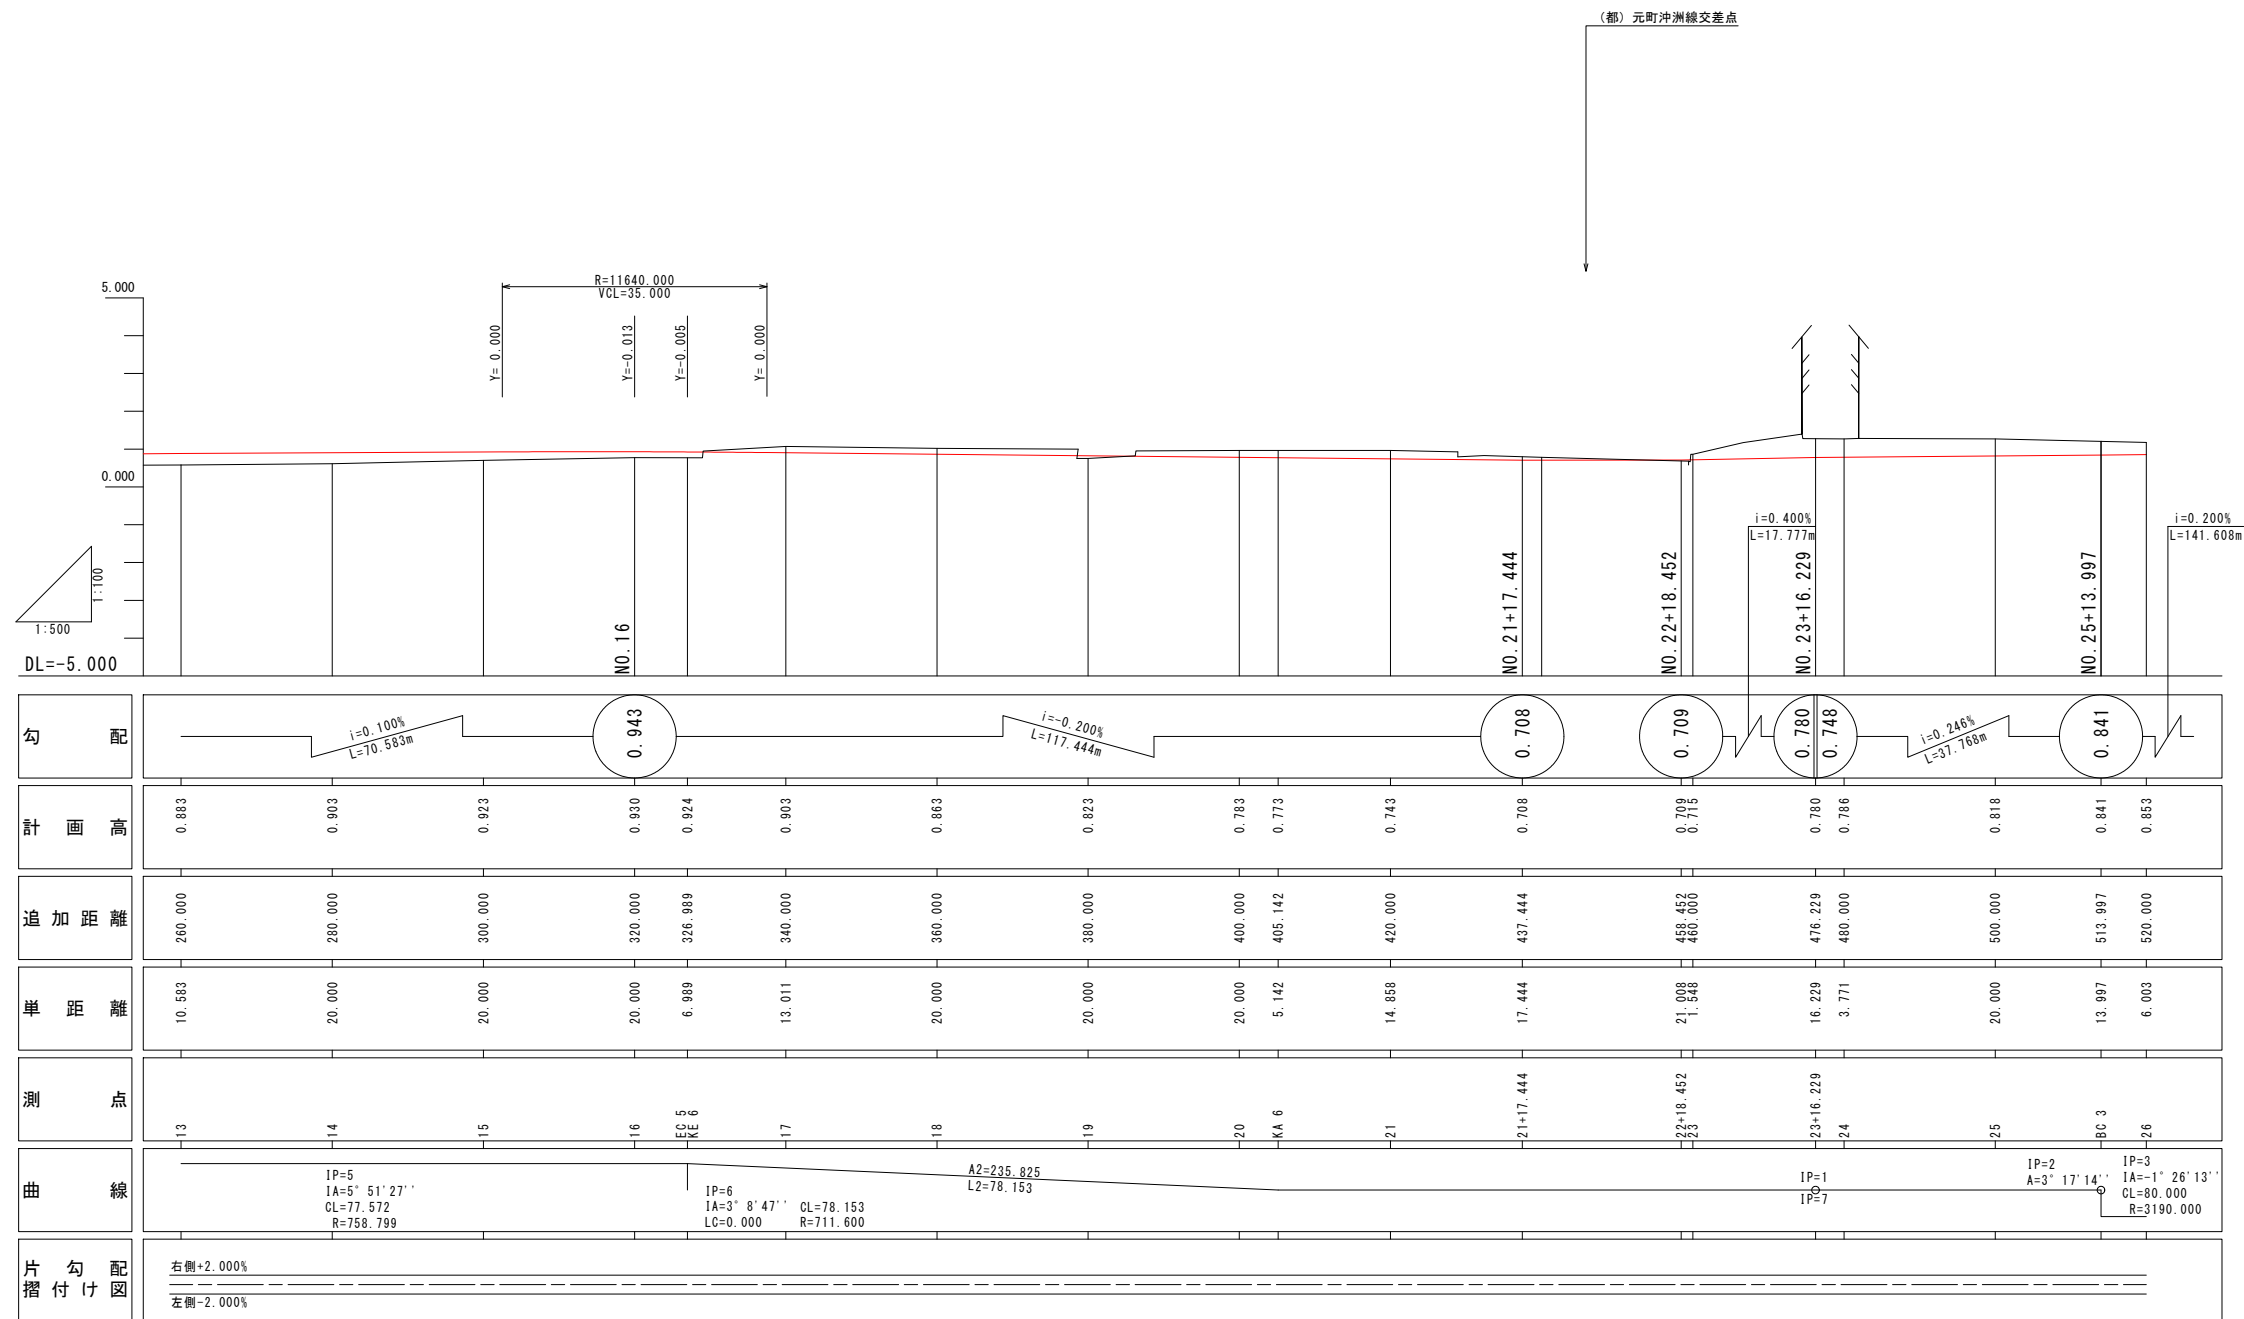 (都) 元町沖洲線交差点
R=11640.000
VCL=35.000
5.000
0.000
DL=-5.000
1:100
1:500
Y= 0.000
Y=-0.013
Y=-0.005
Y= 0.000
NO.16
NO.21+17.444
NO.22+18.452
NO.23+16.229
NO.25+13.997
i=0.400%
L=17.777m
i=0.200%
L=141.608m
勾 配
i=0.100%
L=70.583m
0.943
i=-0.200%
L=117.444m
0.708
0.709
0.780
0.748
i=0.246%
L=37.768m
0.841
計 画 高
0.883
0.903
0.923
0.930
0.924
0.903
0.863
0.823
0.783
0.773
0.743
0.708
0.709
0.715
0.780
0.786
0.818
0.841
0.853
追 加 距 離
260.000
280.000
300.000
320.000
326.989
340.000
360.000
380.000
400.000
405.142
420.000
437.444
458.452
460.000
476.229
480.000
500.000
513.997
520.000
単 距 離
10.583
20.000
20.000
20.000
6.989
13.011
20.000
20.000
20.000
5.142
14.858
17.444
21.008
1.548
16.229
3.771
20.000
13.997
6.003
測 点
13
14
15
16
EC 5
KE 6
17
18
19
20
KA 6
21
21+17.444
22+18.452
23
23+16.229
24
25
BC 3
26
曲 線
IP=5
IA=5° 51'27''
CL=77.572
R=758.799
IP=6
IA=3° 8'47''
LC=0.000
CL=78.153
R=711.600
A2=235.825
L2=78.153
IP=1
IP=7
IP=2
A=3° 17'14''
IP=3
IA=-1° 26'13''
CL=80.000
R=3190.000
片 勾 配
摺 付 け 図
右側+2.000%
左側-2.000%